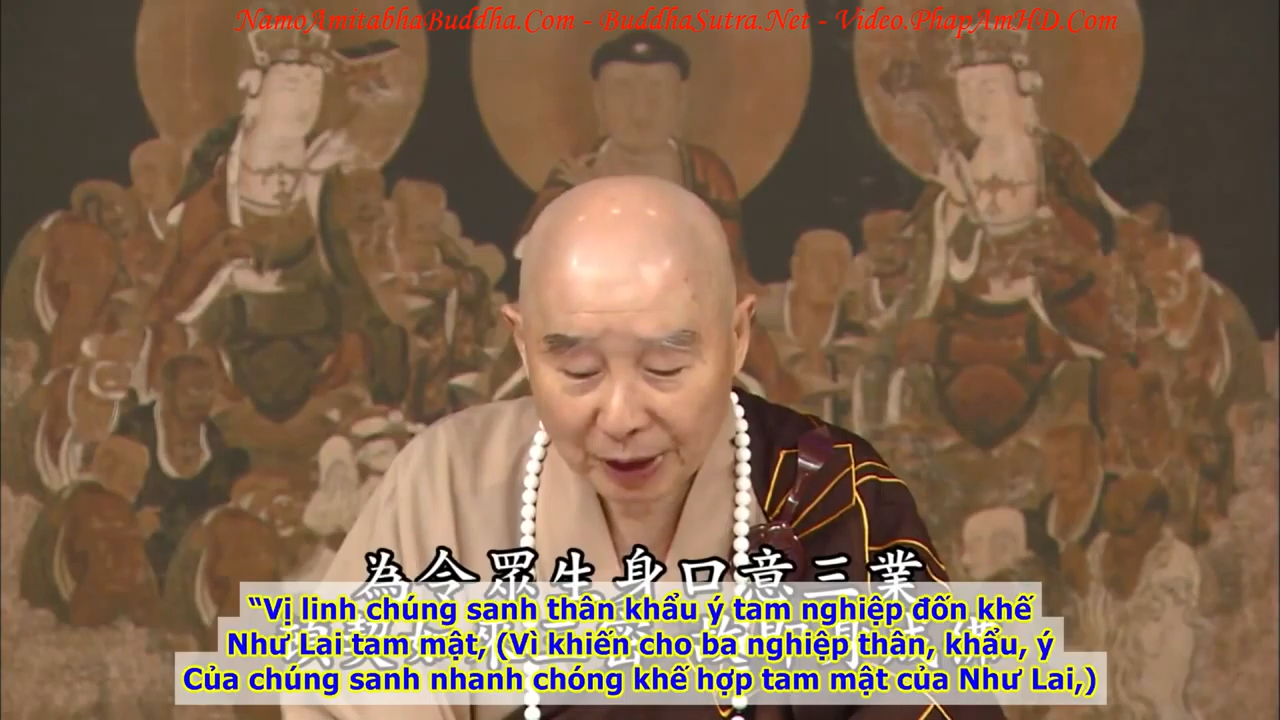 NamoAmitabhaBuddha.Com - BuddhaSutra.Net - Video.PhapAmHD.Com
為令眾生身口意三業
“Vị linh chúng sanh thân khẩu ý tam nghiệp đốn khế
Như Lai tam mật, (Vì khiến cho ba nghiệp thân, khẩu, ý
Của chúng sanh nhanh chóng khế hợp tam mật của Như Lai,)